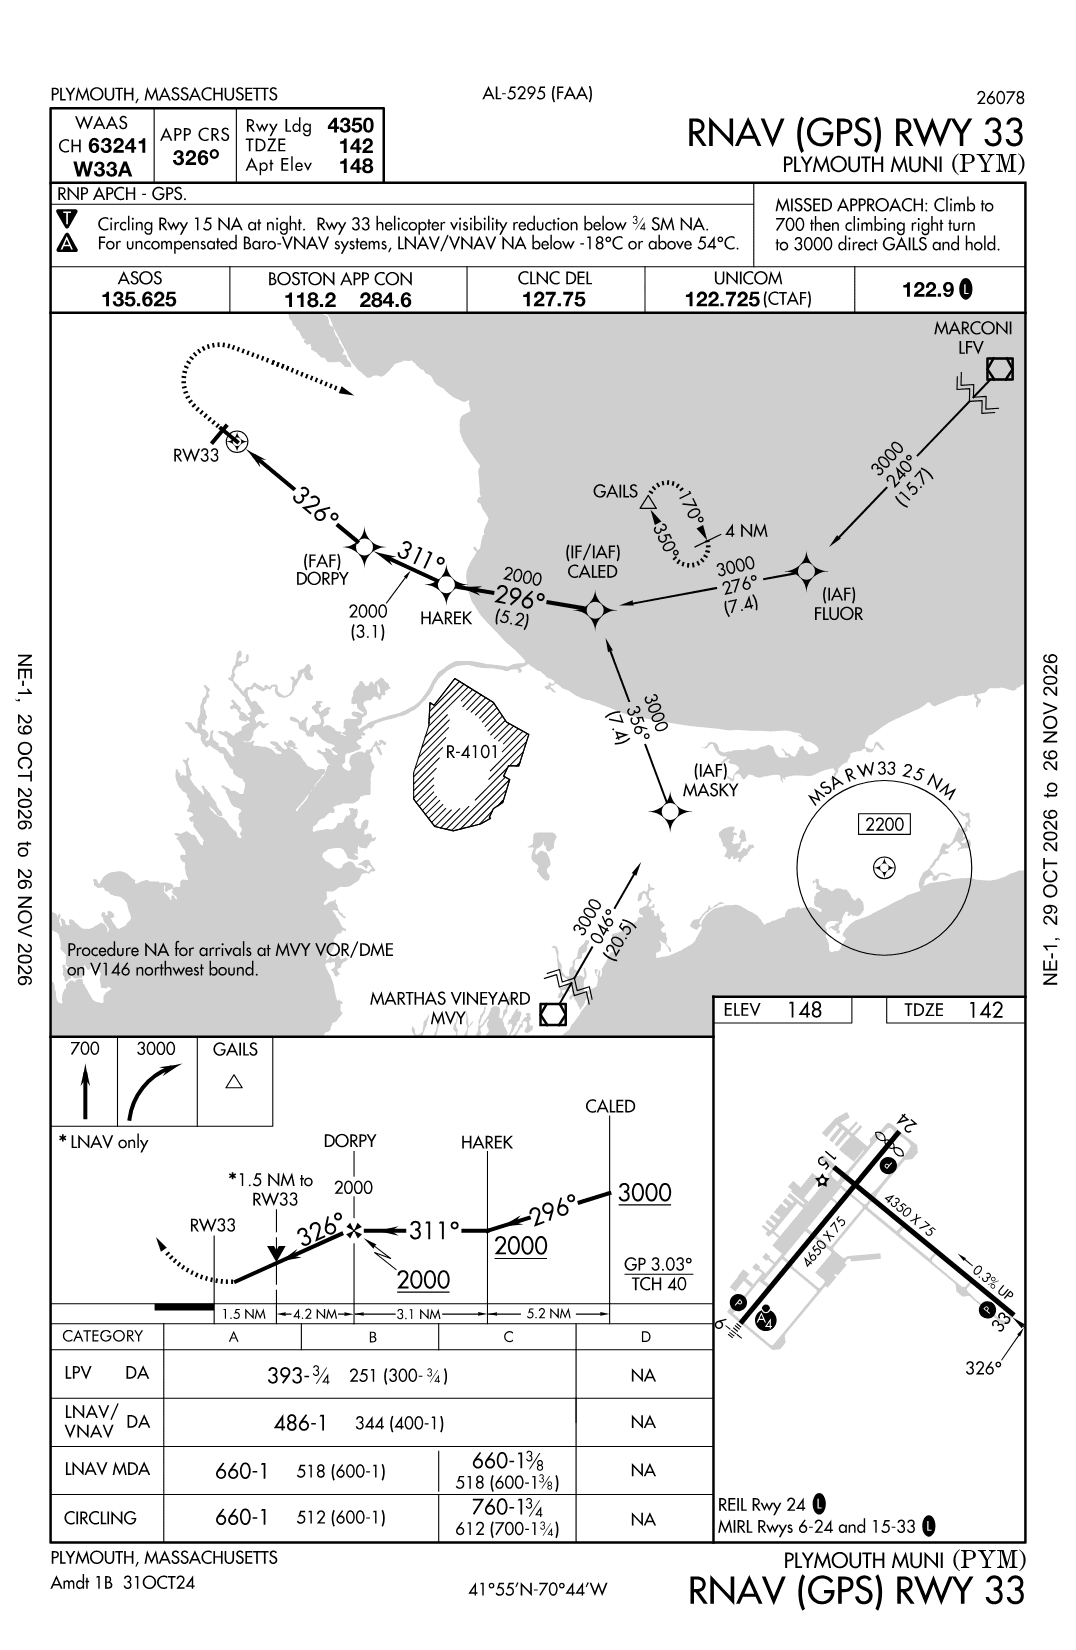 PLYMOUTH, MASSACHUSETTS
AL-5295 (FAA)
26078
WAAS
CH 63241
W33A
APP CRS
326°
Rwy Ldg 4350
TDZE 142
Apt Elev 148
RNAV (GPS) RWY 33
PLYMOUTH MUNI (PYM)
RNP APCH - GPS.
T
A
Circling Rwy 15 NA at night. Rwy 33 helicopter visibility reduction below ¾ SM NA.
For uncompensated Baro-VNAV systems, LNAV/VNAV NA below -18°C or above 54°C.
MISSED APPROACH: Climb to
700 then climbing right turn
to 3000 direct GAILS and hold.
ASOS
135.625
BOSTON APP CON
118.2 284.6
CLNC DEL
127.75
UNICOM
122.725 (CTAF)
122.9 L
MARCONI
LFV
3000
240°
(15.7)
RW33
326°
(FAF)
DORPY
311°
2000
(3.1)
HAREK
2000
296°
(5.2)
(IF/IAF)
CALED
GAILS
170°
350°
4 NM
3000
276°
(7.4)
(IAF)
FLUOR
3000
356°
(7.4)
(IAF)
MASKY
R-4101
MSA RW33 25 NM
2200
3000
046°
(20.5)
Procedure NA for arrivals at MVY VOR/DME
on V146 northwest bound.
MARTHAS VINEYARD
MVY
NE-1, 29 OCT 2026 to 26 NOV 2026
NE-1, 29 OCT 2026 to 26 NOV 2026
700
3000
GAILS
* LNAV only
CALED
DORPY
HAREK
*1.5 NM to
RW33
2000
RW33
326°
311°
296°
3000
2000
2000
GP 3.03°
TCH 40
1.5 NM
4.2 NM
3.1 NM
5.2 NM
CATEGORY A B C D
LPV DA 393-¾ 251 (300-¾) NA
LNAV/
VNAV DA 486-1 344 (400-1) NA
LNAV MDA 660-1 518 (600-1) 660-1⅜
518 (600-1⅜) NA
CIRCLING 660-1 512 (600-1) 760-1¾
612 (700-1¾) NA
ELEV 148
TDZE 142
24
P
15
4350 X 75
4650 X 75
0.3% UP
P
P
A4
6
33
326°
REIL Rwy 24 L
MIRL Rwys 6-24 and 15-33 L
PLYMOUTH, MASSACHUSETTS
Amdt 1B 31OCT24
41°55'N-70°44'W
PLYMOUTH MUNI (PYM)
RNAV (GPS) RWY 33